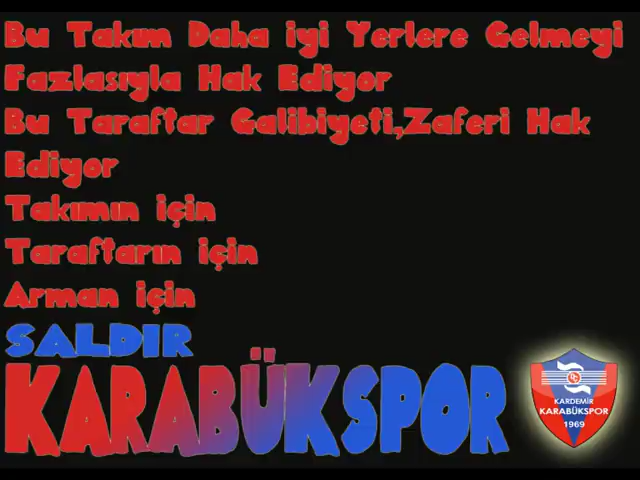 Bu Takım Daha iyi Yerlere Gelmeyi
Fazlasıyla Hak Ediyor
Bu Taraftar Galibiyeti,Zaferi Hak
Ediyor
Takımın için
Taraftarın için
Arman için
SALDIR
KARABÜKSPOR
KARDEMİR
KARABÜKSPOR
1969